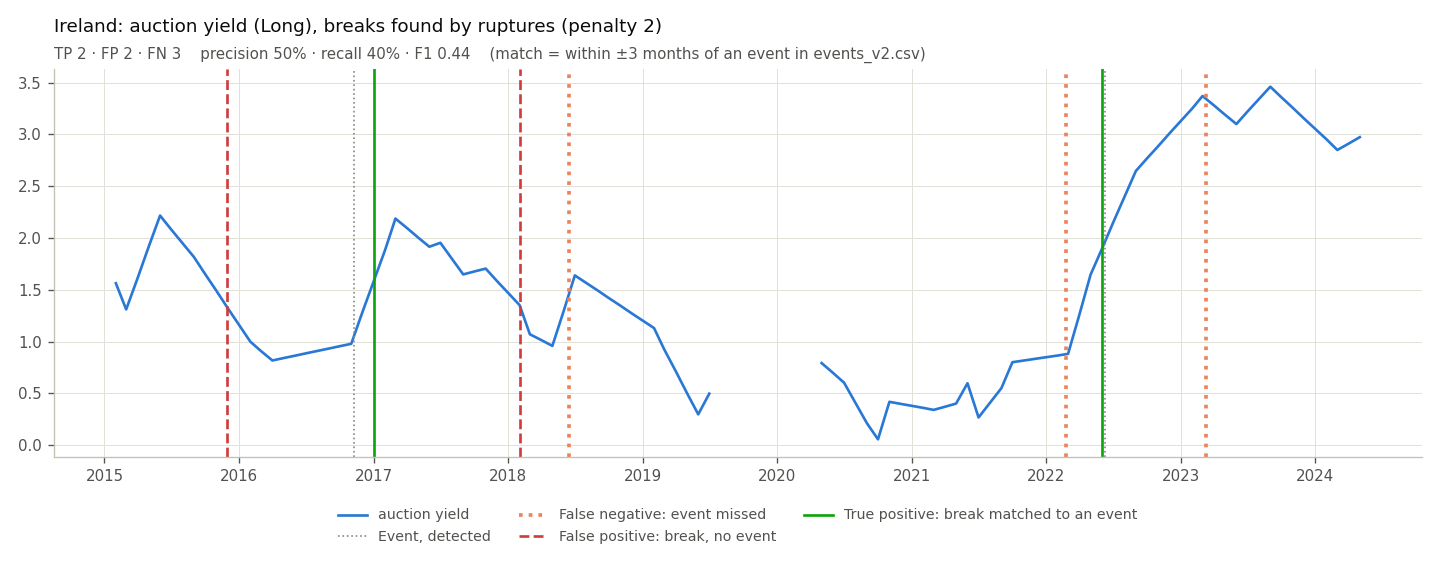 Ireland: auction yield (Long), breaks found by ruptures (penalty 2)
TP 2 · FP 2 · FN 3    precision 50% · recall 40% · F1 0.44    (match = within ±3 months of an event in events_v2.csv)
3.5
3.0
2.5
2.0
1.5
1.0
0.5
0.0
2015 2016 2017 2018 2019 2020 2021 2022 2023 2024
auction yield False negative: event missed True positive: break matched to an event
Event, detected False positive: break, no event